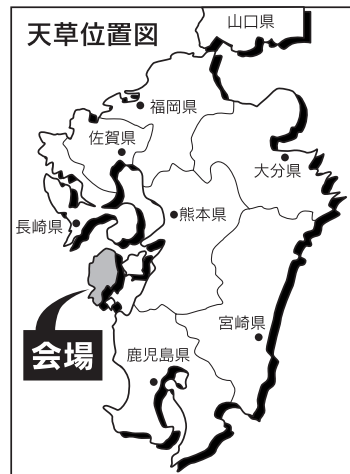 天草位置図
山口県
福岡県
佐賀県
大分県
長崎県
熊本県
宮崎県
会場
鹿児島県